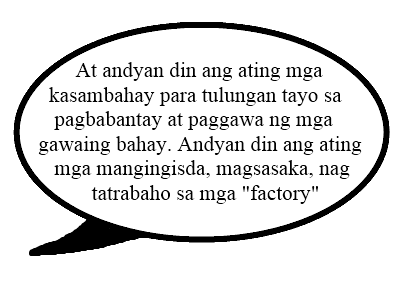 At andyan din ang ating mga
kasambahay para tulungan tayo sa
pagbabantay at paggawa ng mga
gawaing bahay. Andyan din ang ating
mga mangingisda, magsasaka, nag
tatrabaho sa mga "factory"